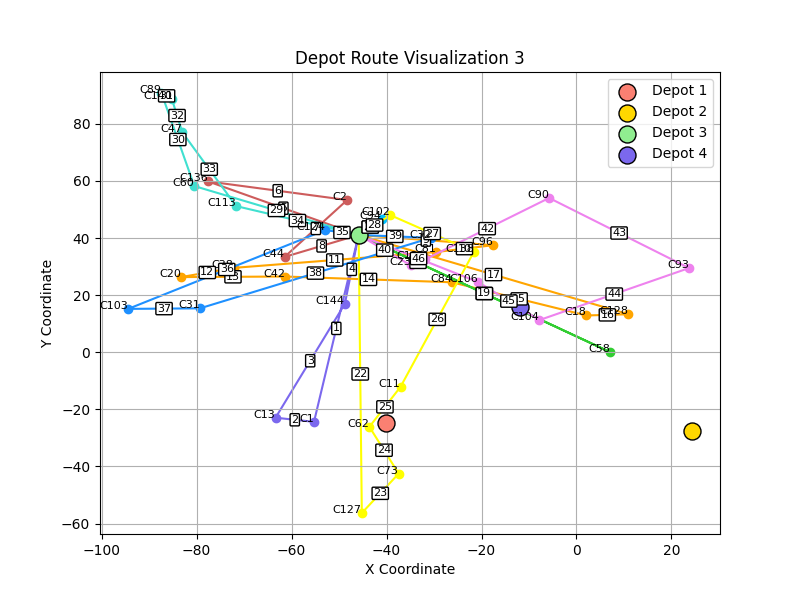 Depot Route Visualization 3
Depot 1
Depot 2
Depot 3
Depot 4
C89
31
32
C47
30
33
C136
C60
6
C2
C90
C113
29
C102
34
28
35
39
27
42
43
C96
8
40
C44
11
46
C93
C20
12
36
38
C42
14
C84
C106
17
4
19
44
C103
37
C31
C144
45
C18
C128
C104
1
26
C58
3
22
C11
25
C13
2
C1
C62
24
C73
23
C127
80
60
40
20
0
−20
−40
−60
−100
−80
−60
−40
−20
0
20
X Coordinate
Y Coordinate